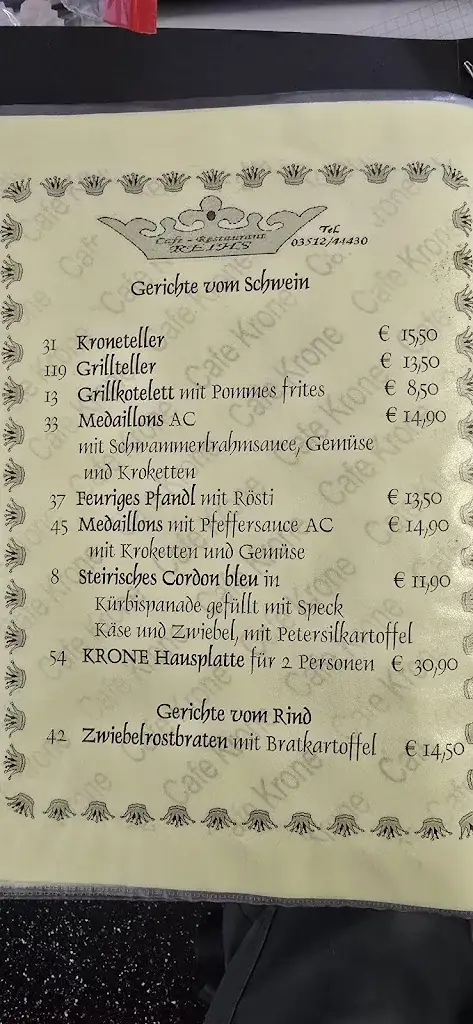 Cafe - Restaurant
REIHS
Tel.
03512/44430
Gerichte vom Schwein
31 Kroneteller € 15,50
119 Grillteller € 13,50
13 Grillkotelett mit Pommes frites € 8,50
33 Medaillons AC € 14,90
mit Schwammerlrahmsauce, Gemüse
und Kroketten
37 Feuriges Pfandl mit Rösti € 13,50
45 Medaillons mit Pfeffersauce AC € 14,90
mit Kroketten und Gemüse
8 Steirisches Cordon bleu in € 11,90
Kürbispanade gefüllt mit Speck
Käse und Zwiebel, mit Petersilkartoffel
54 KRONE Hausplatte für 2 Personen € 30,90
Gerichte vom Rind
42 Zwiebelrostbraten mit Bratkartoffel € 14,50
Cafe Krone